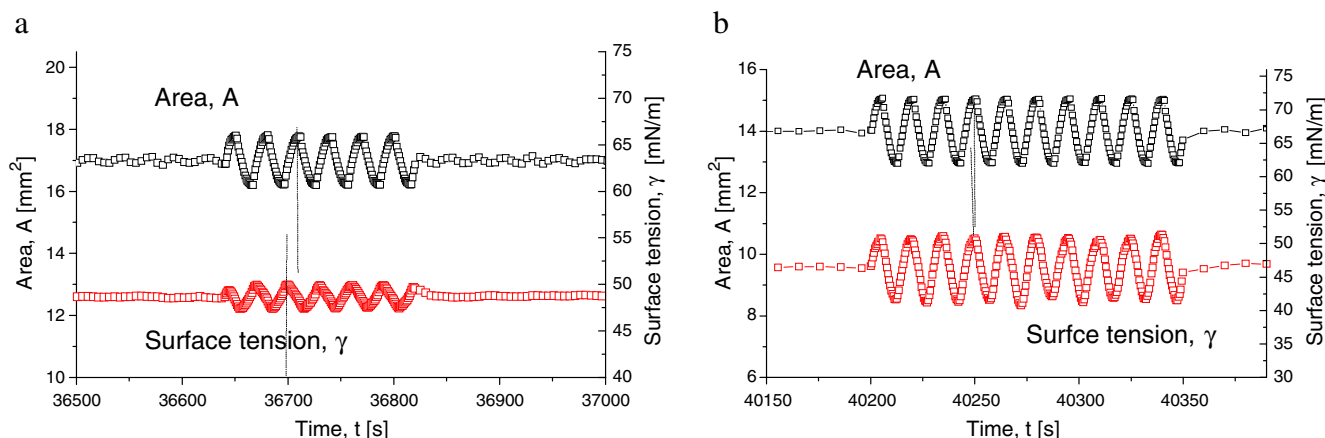 a
Area, A
Surface tension, γ
Area, A [mm²]
20
18
16
14
12
10
75
70
65
60
55
50
45
40
Surface tension, γ [mN/m]
36500 36600 36700 36800 36900 37000
Time, t [s]
b
Area, A
Surfce tension, γ
Area, A [mm²]
16
14
12
10
8
6
75
70
65
60
55
50
45
40
35
30
Surface tension, γ [mN/m]
40150 40200 40250 40300 40350
Time, t [s]